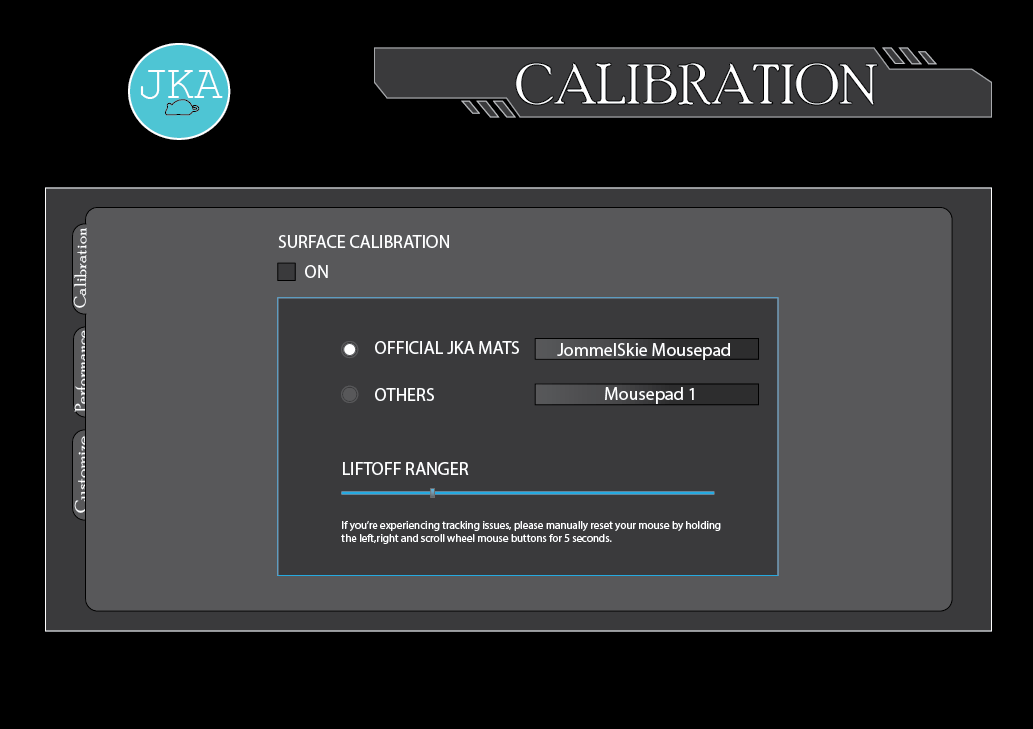 JKA
CALIBRATION
Calibration
Performance
Customize
SURFACE CALIBRATION
ON
OFFICIAL JKA MATS
JommelSkie Mousepad
OTHERS
Mousepad 1
LIFTOFF RANGER
If you're experiencing tracking issues, please manually reset your mouse by holding
the left,right and scroll wheel mouse buttons for 5 seconds.